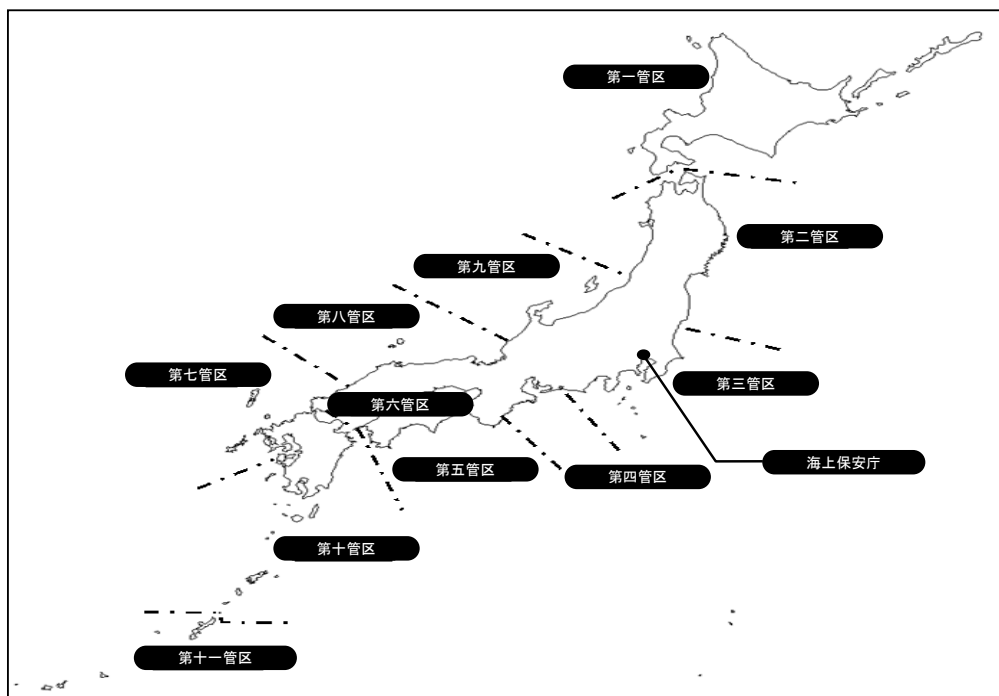 第一管区
第二管区
第九管区
第八管区
第七管区
第三管区
第六管区
海上保安庁
第五管区
第四管区
第十管区
第十一管区